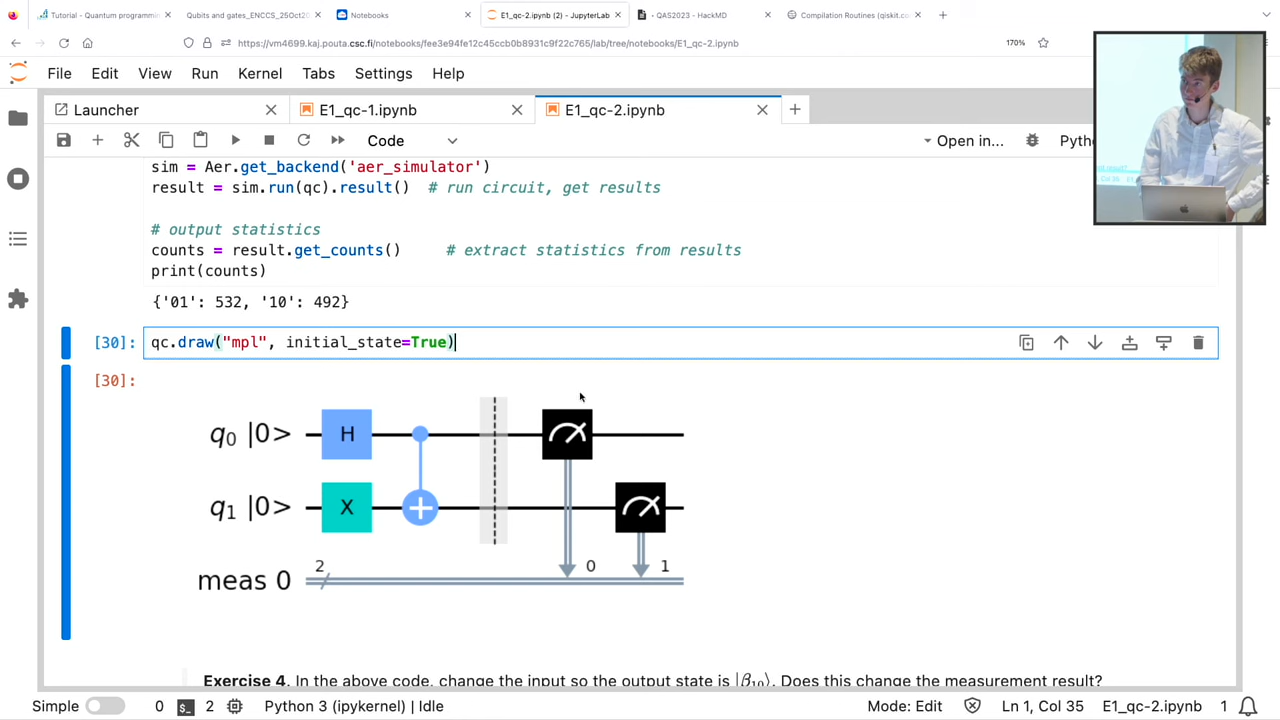 Tutorial - Quantum programmin
Qubits and gates_ENCCS_25Oct20
Notebooks
E1_qc-2.ipynb (2) - JupyterLab
• QAS2023 - HackMD
Compilation Routines (qiskit.co
https://vm4699.kaj.pouta.csc.fi/notebooks/fee3e94fe12c45ccb0b8931c9f22c765/lab/tree/notebooks/E1_qc-2.ipynb
170%
File Edit View Run Kernel Tabs Settings Help
Launcher
E1_qc-1.ipynb
E1_qc-2.ipynb
Code
Open in...
Pyth
sim = Aer.get_backend('aer_simulator')
result = sim.run(qc).result() # run circuit, get results
# output statistics
counts = result.get_counts() # extract statistics from results
print(counts)
{'01': 532, '10': 492}
[30]: qc.draw("mpl", initial_state=True)
[30]:
q0 |0> H
q1 |0> X
2 0 1
meas 0
Exercise 4. In the above code, change the input so the output state is |β10⟩. Does this change the measurement result?
Simple 0 2 Python 3 (ipykernel) | Idle Mode: Edit Ln 1, Col 35 E1_qc-2.ipynb 1